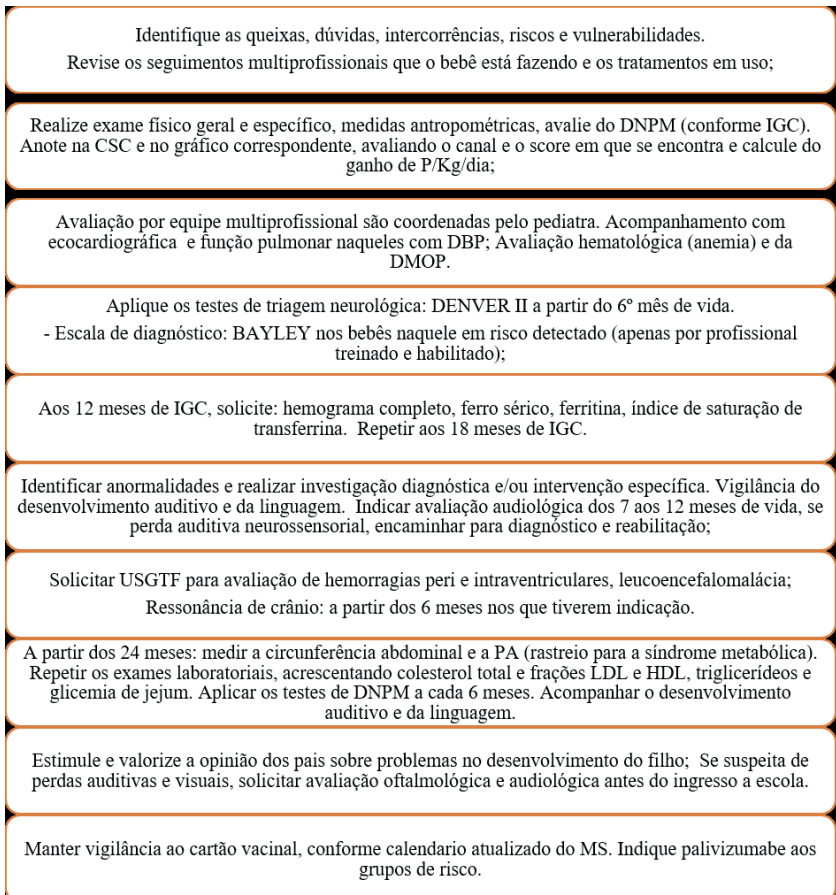 Identifique as queixas, dúvidas, intercorrências, riscos e vulnerabilidades.
Revise os seguimentos multiprofissionais que o bebê está fazendo e os tratamentos em uso;
Realize exame físico geral e específico, medidas antropométricas, avalie do DNPM (conforme IGC).
Anote na CSC e no gráfico correspondente, avaliando o canal e o score em que se encontra e calcule do
ganho de P/Kg/dia;
Avaliação por equipe multiprofissional são coordenadas pelo pediatra. Acompanhamento com
ecocardiográfica e função pulmonar naqueles com DBP; Avaliação hematológica (anemia) e da
DMOP.
Aplique os testes de triagem neurológica: DENVER II a partir do 6º mês de vida.
- Escala de diagnóstico: BAYLEY nos bebês naquele em risco detectado (apenas por profissional
treinado e habilitado);
Aos 12 meses de IGC, solicite: hemograma completo, ferro sérico, ferritina, índice de saturação de
transferrina. Repetir aos 18 meses de IGC.
Identificar anormalidades e realizar investigação diagnóstica e/ou intervenção específica. Vigilância do
desenvolvimento auditivo e da linguagem. Indicar avaliação audiológica dos 7 aos 12 meses de vida, se
perda auditiva neurossensorial, encaminhar para diagnóstico e reabilitação;
Solicitar USGTF para avaliação de hemorragias peri e intraventriculares, leucoencefalomalácia;
Ressonância de crânio: a partir dos 6 meses nos que tiverem indicação.
A partir dos 24 meses: medir a circunferência abdominal e a PA (rastreio para a síndrome metabólica).
Repetir os exames laboratoriais, acrescentando colesterol total e frações LDL e HDL, triglicerídeos e
glicemia de jejum. Aplicar os testes de DNPM a cada 6 meses. Acompanhar o desenvolvimento
auditivo e da linguagem.
Estimule e valorize a opinião dos pais sobre problemas no desenvolvimento do filho; Se suspeita de
perdas auditivas e visuais, solicitar avaliação oftalmológica e audiológica antes do ingresso a escola.
Manter vigilância ao cartão vacinal, conforme calendario atualizado do MS. Indique palivizumabe aos
grupos de risco.